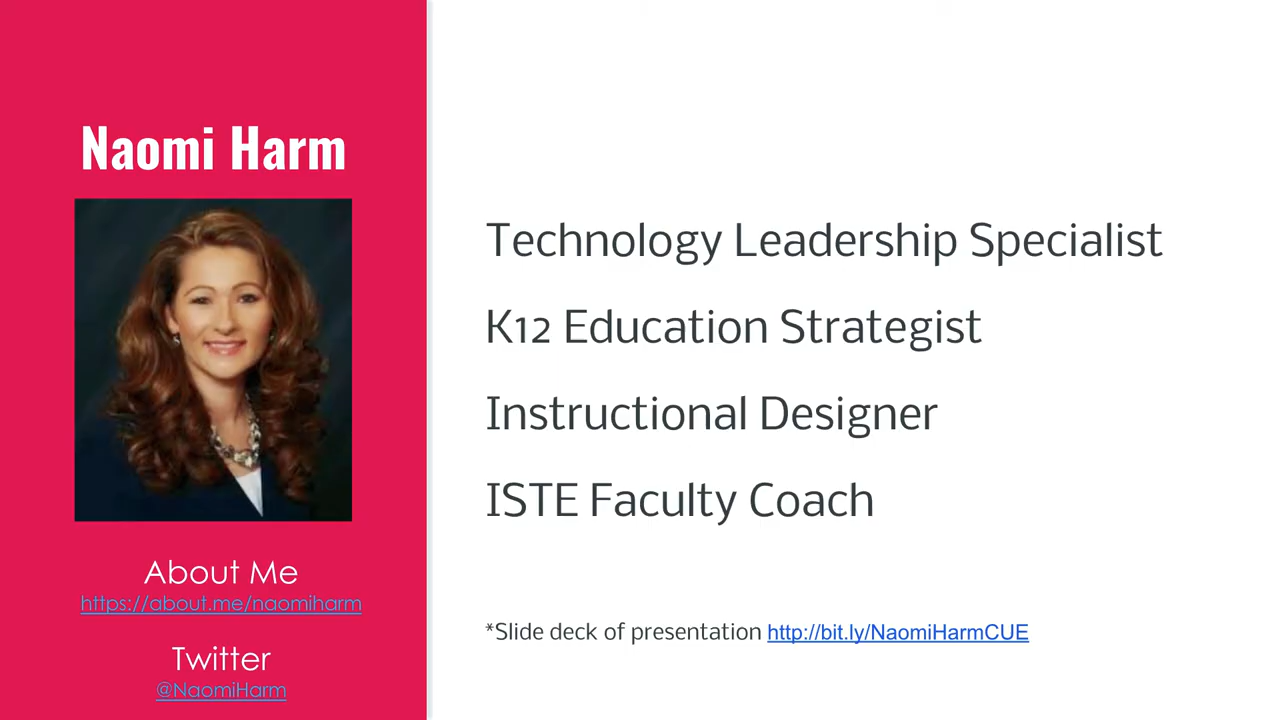 Naomi Harm
About Me
https://about.me/naomiharm
Twitter
@NaomiHarm
Technology Leadership Specialist
K12 Education Strategist
Instructional Designer
ISTE Faculty Coach
*Slide deck of presentation http://bit.ly/NaomiHarmCUE